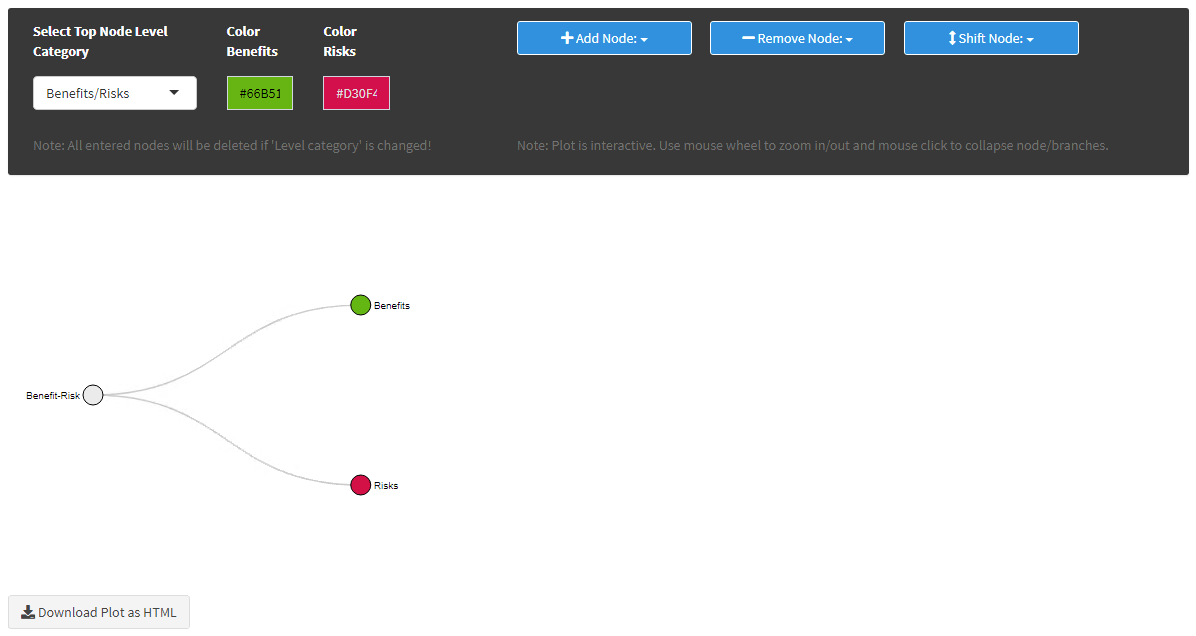 Select Top Node Level
Category
Color
Benefits
Color
Risks
Add Node:
Remove Node:
Shift Node:
Benefits/Risks
#66B51
#D30F4
Note: All entered nodes will be deleted if 'Level category' is changed!
Note: Plot is interactive. Use mouse wheel to zoom in/out and mouse click to collapse node/branches.
Benefits
Benefit-Risk
Risks
Download Plot as HTML